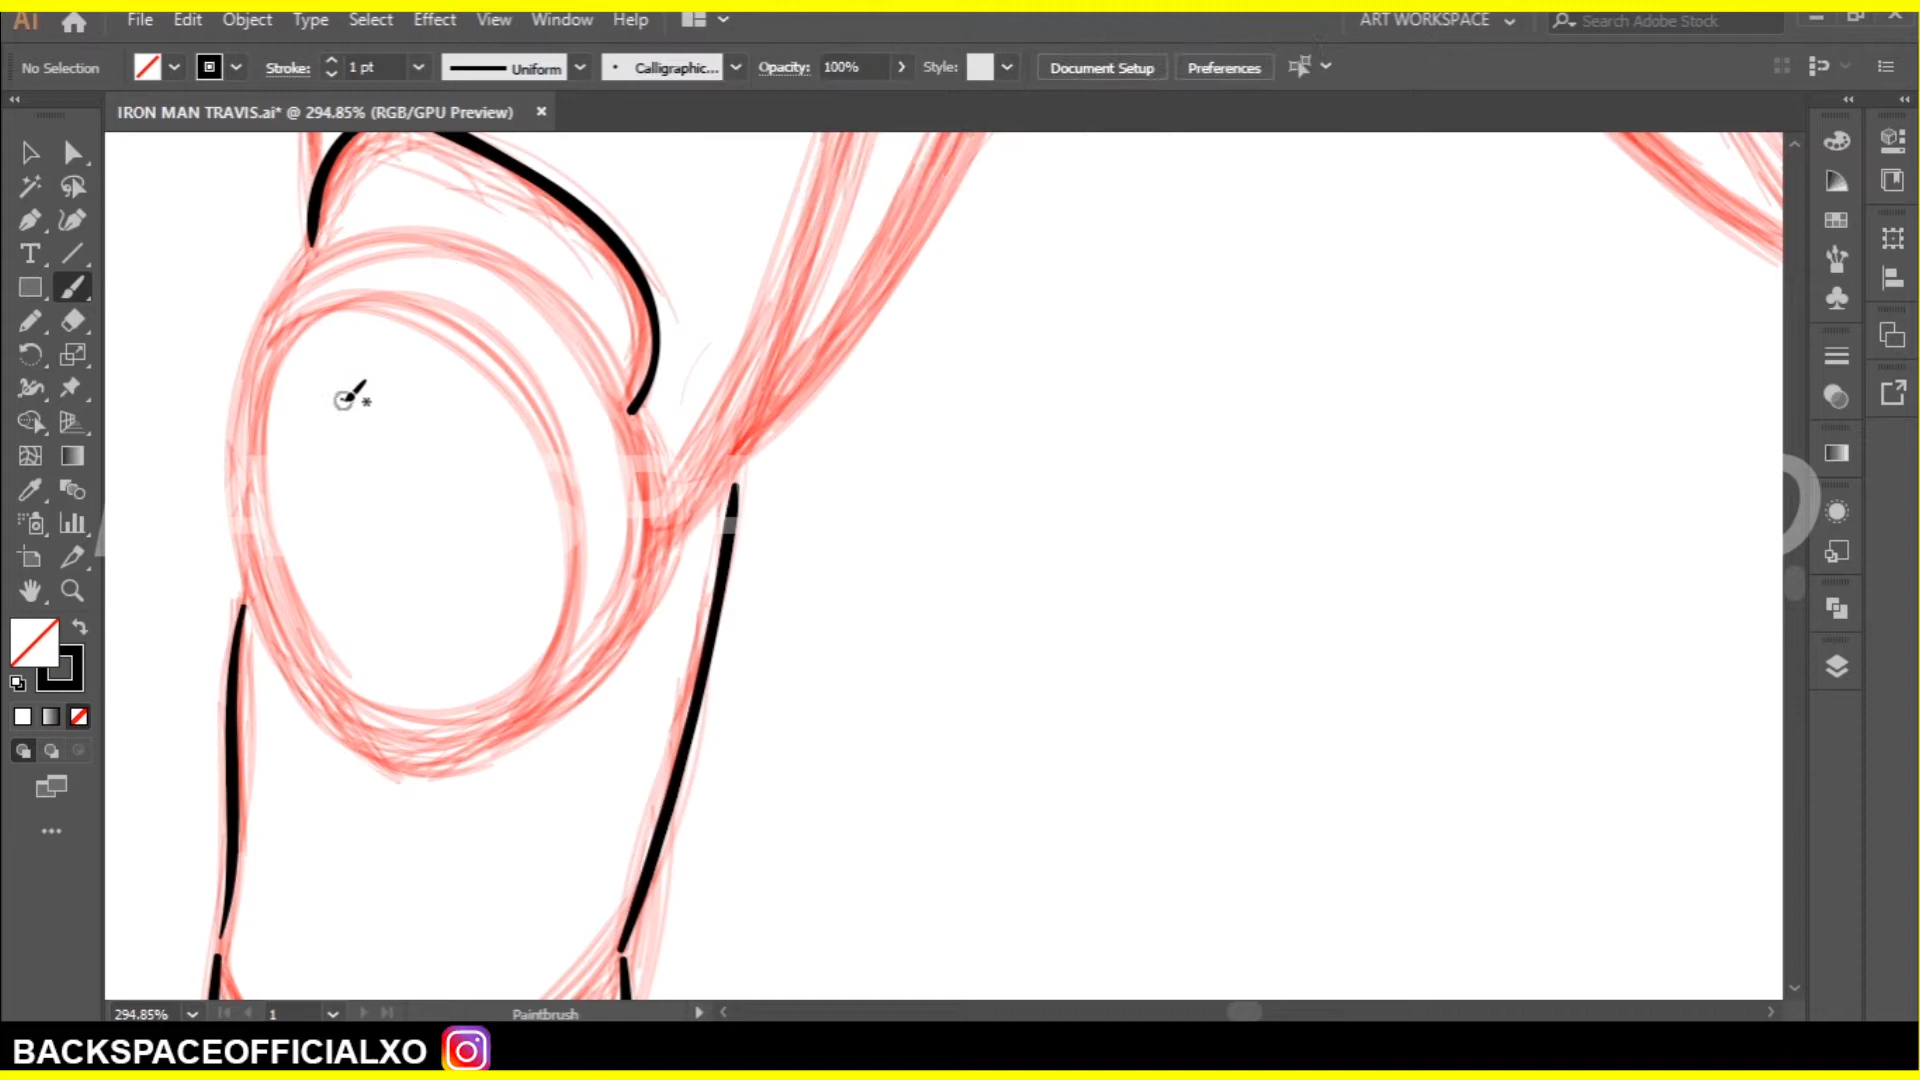 Ai File Edit Object Type Select Effect View Window Help ART WORKSPACE Search Adobe Stock
No Selection Stroke: 1 pt Uniform Calligraphic... Opacity: 100% Style: Document Setup Preferences
IRON MAN TRAVIS.ai* @ 294.85% (RGB/GPU Preview)
294.85% 1 Paintbrush
BACKSPACEOFFICIALXO